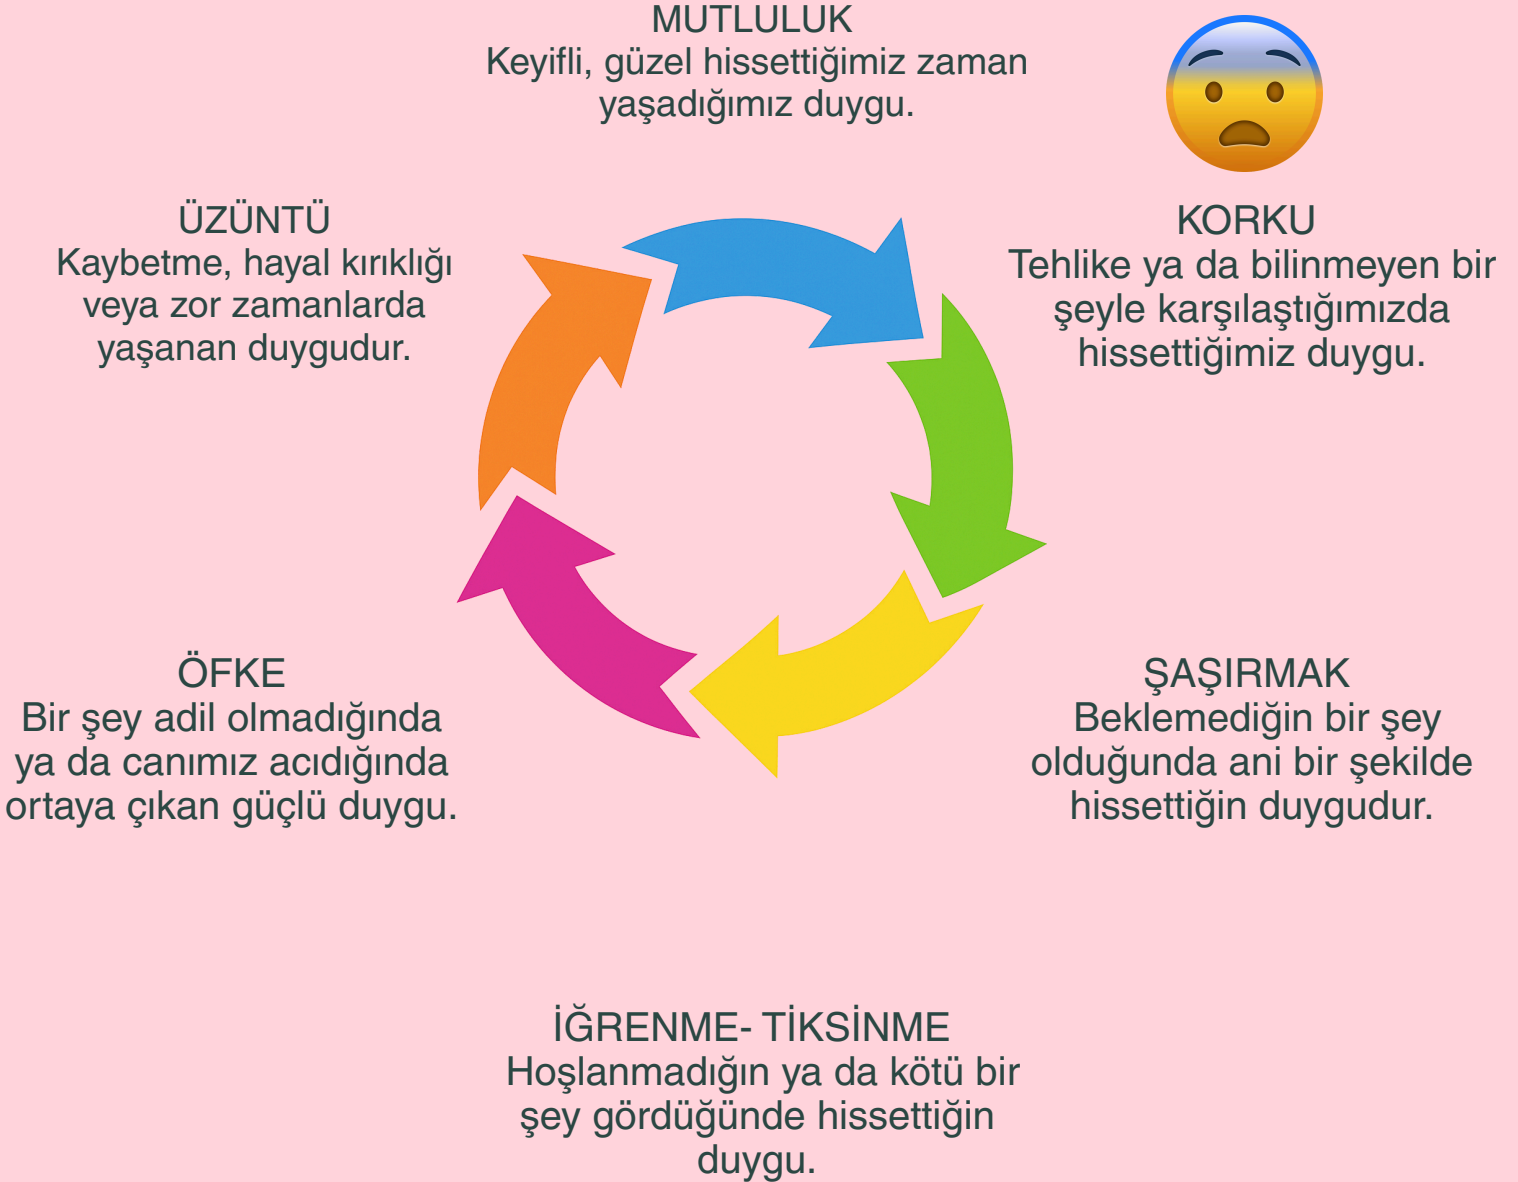 MUTLULUK
Keyifli, güzel hissettiğimiz zaman
yaşadığımız duygu.
KORKU
Tehlike ya da bilinmeyen bir
şeyle karşılaştığımızda
hissettiğimiz duygu.
ŞAŞIRMAK
Beklemediğin bir şey
olduğunda ani bir şekilde
hissettiğin duygudur.
İĞRENME- TİKSİNME
Hoşlanmadığın ya da kötü bir
şey gördüğünde hissettiğin
duygu.
ÖFKE
Bir şey adil olmadığında
ya da canımız acıdığında
ortaya çıkan güçlü duygu.
ÜZÜNTÜ
Kaybetme, hayal kırıklığı
veya zor zamanlarda
yaşanan duygudur.